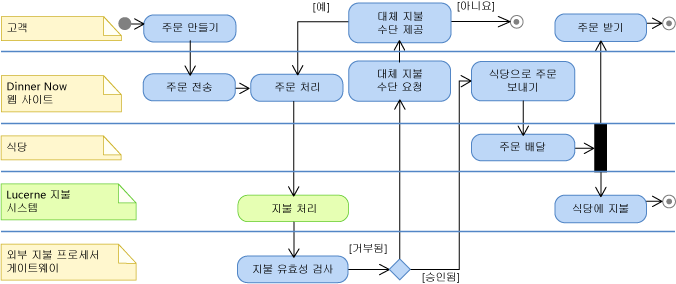 고객
주문 만들기
[예]
대체 지불
수단 제공
[아니요]
주문 받기
Dinner Now
웹 사이트
주문 전송
주문 처리
대체 지불
수단 요청
식당으로 주문
보내기
식당
주문 배달
Lucerne 지불
시스템
지불 처리
식당에 지불
외부 지불 프로세서
게이트웨이
지불 유효성 검사
[거부됨]
[승인됨]